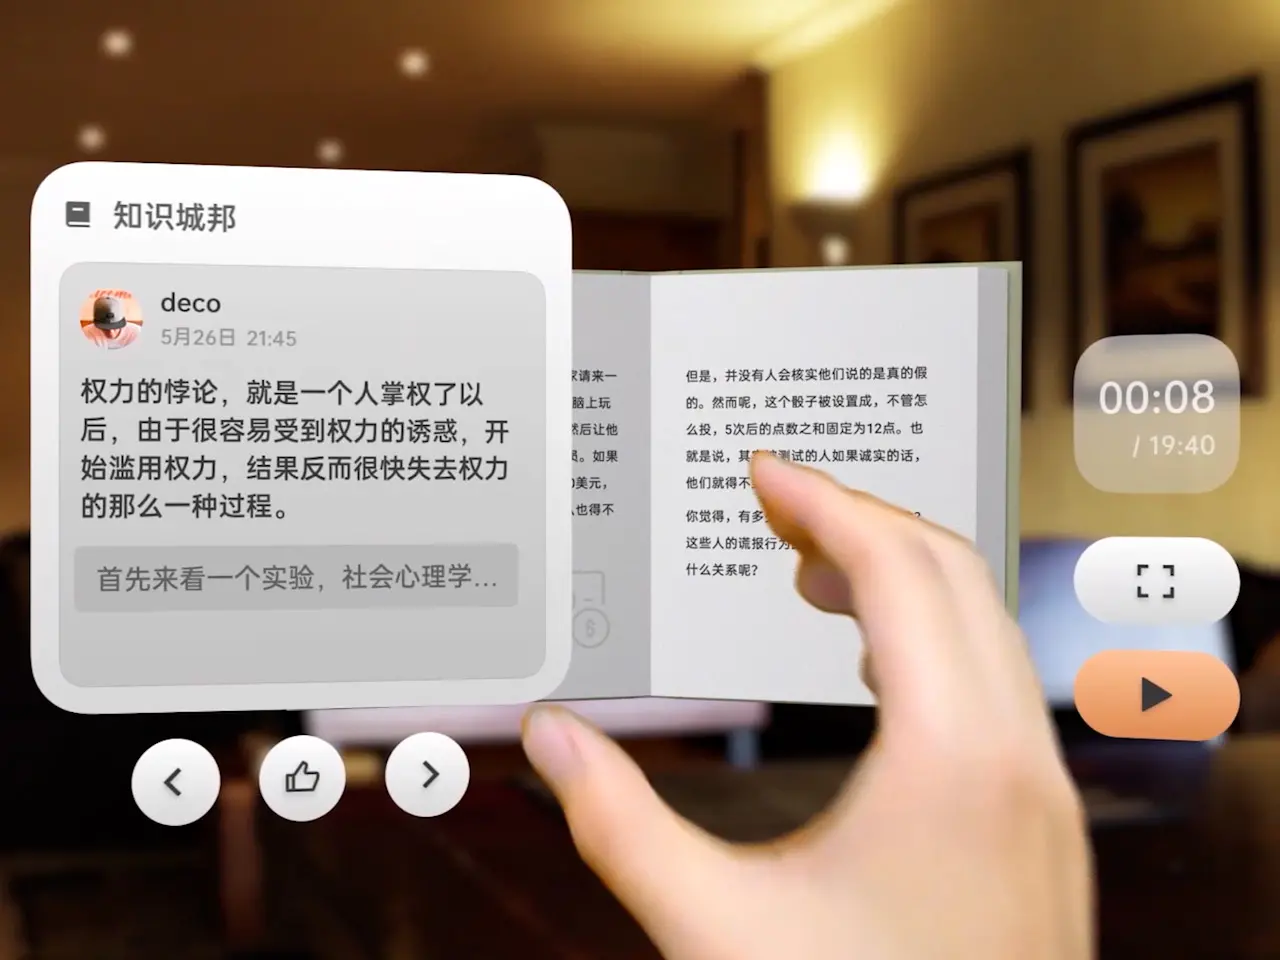 知识城邦
deco
5月26日 21:45
权力的悖论，就是一个人掌权了以
后，由于很容易受到权力的诱惑，开
始滥用权力，结果反而很快失去权力
的那么一种过程。
首先来看一个实验，社会心理学...
家请来一
脑上玩
然后让他
员。如果
美元，
么也得不
但是，并没有人会核实他们说的是真的假
的。然而呢，这个骰子被设置成，不管怎
么投，5次后的点数之和固定为12点。也
就是说，其实被测试的人如果诚实的话，
他们就得不
你觉得，有多
这些人的谎报行为
什么关系呢？
00:08
/ 19:40